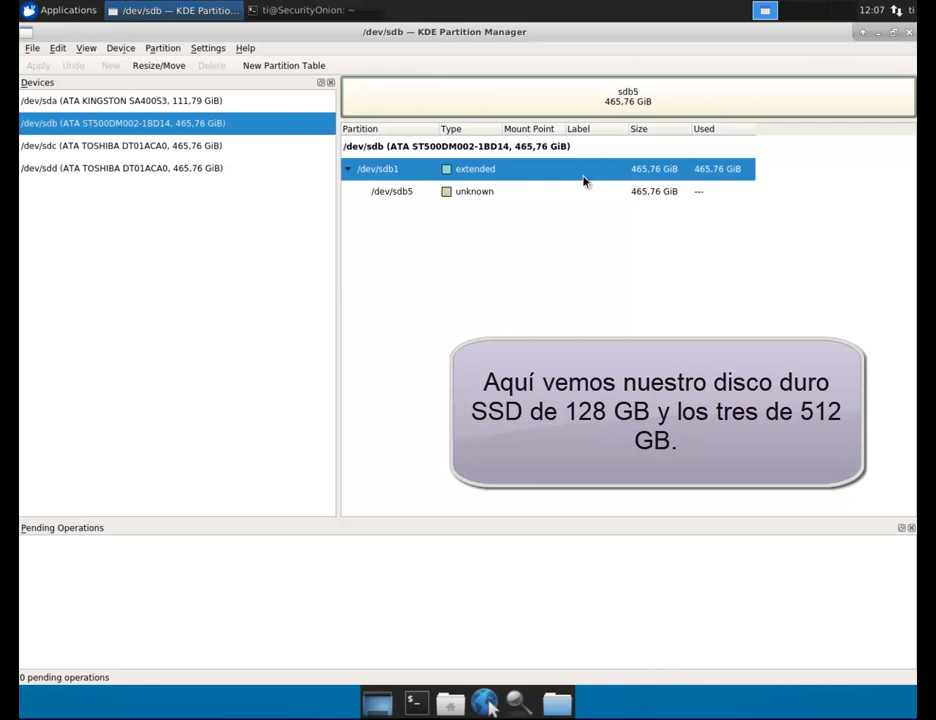 Applications
/dev/sdb — KDE Partitio...
ti@SecurityOnion: ~
12:07
ti
/dev/sdb — KDE Partition Manager
File Edit View Device Partition Settings Help
Apply Undo New Resize/Move Delete New Partition Table
Devices
/dev/sda (ATA KINGSTON SA400S3, 111,79 GiB)
/dev/sdb (ATA ST500DM002-1BD14, 465,76 GiB)
/dev/sdc (ATA TOSHIBA DT01ACA0, 465,76 GiB)
/dev/sdd (ATA TOSHIBA DT01ACA0, 465,76 GiB)
sdb5
465,76 GiB
Partition Type Mount Point Label Size Used
/dev/sdb (ATA ST500DM002-1BD14, 465,76 GiB)
/dev/sdb1 extended 465,76 GiB 465,76 GiB
/dev/sdb5 unknown 465,76 GiB ---
Aquí vemos nuestro disco duro
SSD de 128 GB y los tres de 512
GB.
Pending Operations
0 pending operations